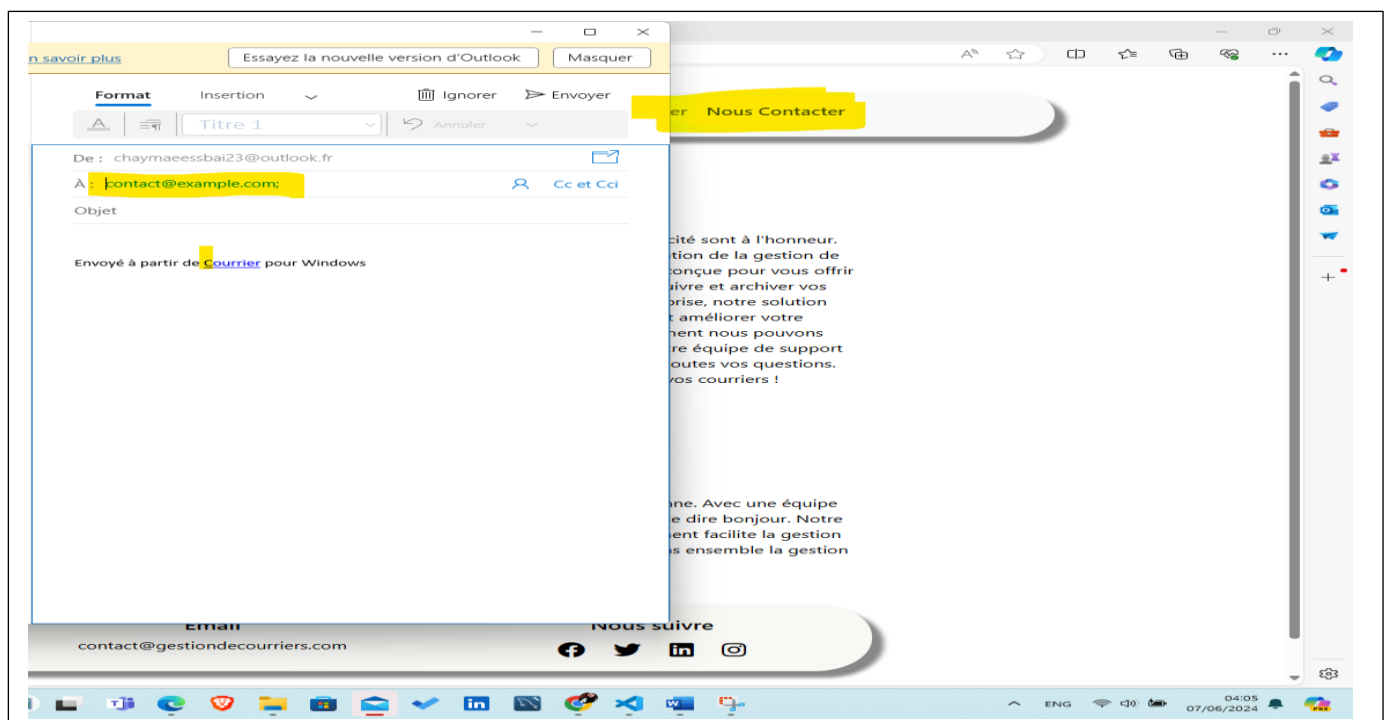 n savoir plus
Essayez la nouvelle version d'Outlook
Masquer
Format
Insertion
Ignorer
Envoyer
Titre 1
Annuler
De : chaymaeessbai23@outlook.fr
À : contact@example.com;
Cc et Cci
Objet
Envoyé à partir de Courrier pour Windows
er Nous Contacter
cité sont à l'honneur.
tion de la gestion de
conçue pour vous offrir
uivre et archiver vos
prise, notre solution
t améliorer votre
ment nous pouvons
re équipe de support
outes vos questions.
vos courriers !
nne. Avec une équipe
e dire bonjour. Notre
ent facilite la gestion
s ensemble la gestion
Email
contact@gestiondecourriers.com
Nous suivre
ENG
04:05
07/06/2024